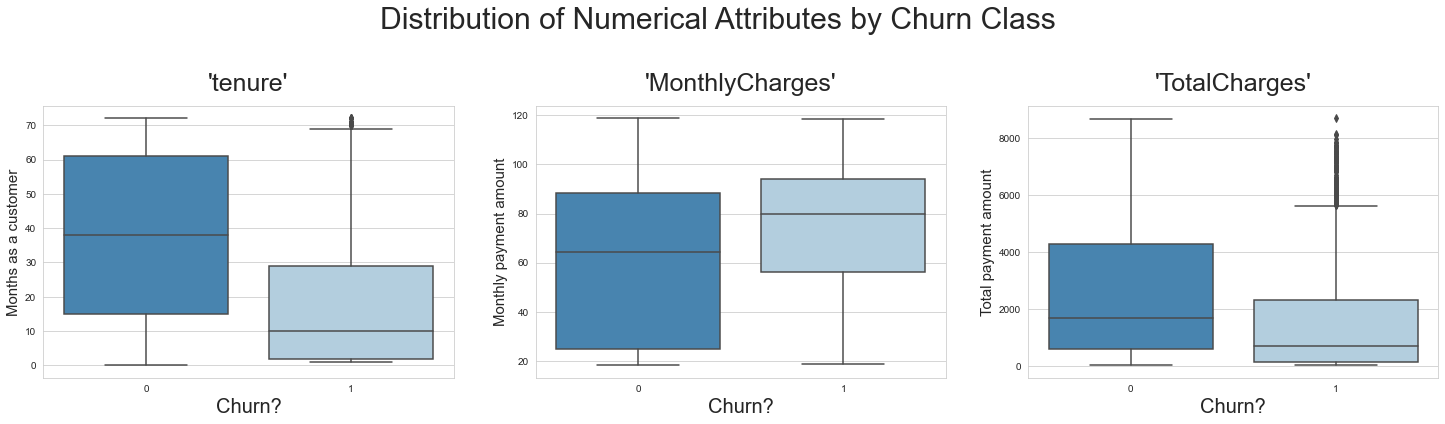 Distribution of Numerical Attributes by Churn Class
'tenure'
Months as a customer
70
60
50
40
30
20
10
0
0 1
Churn?
'MonthlyCharges'
Monthly payment amount
120
100
80
60
40
20
0 1
Churn?
'TotalCharges'
Total payment amount
8000
6000
4000
2000
0
0 1
Churn?